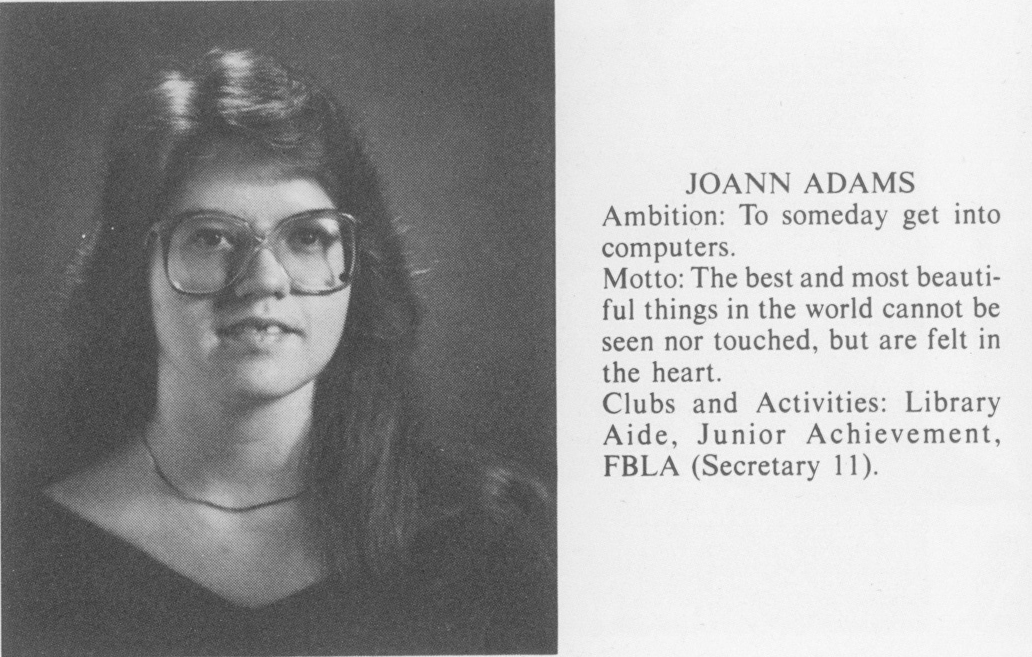 JOANN ADAMS
Ambition: To someday get into
computers.
Motto: The best and most beauti-
ful things in the world cannot be
seen nor touched, but are felt in
the heart.
Clubs and Activities: Library
Aide, Junior Achievement,
FBLA (Secretary 11).